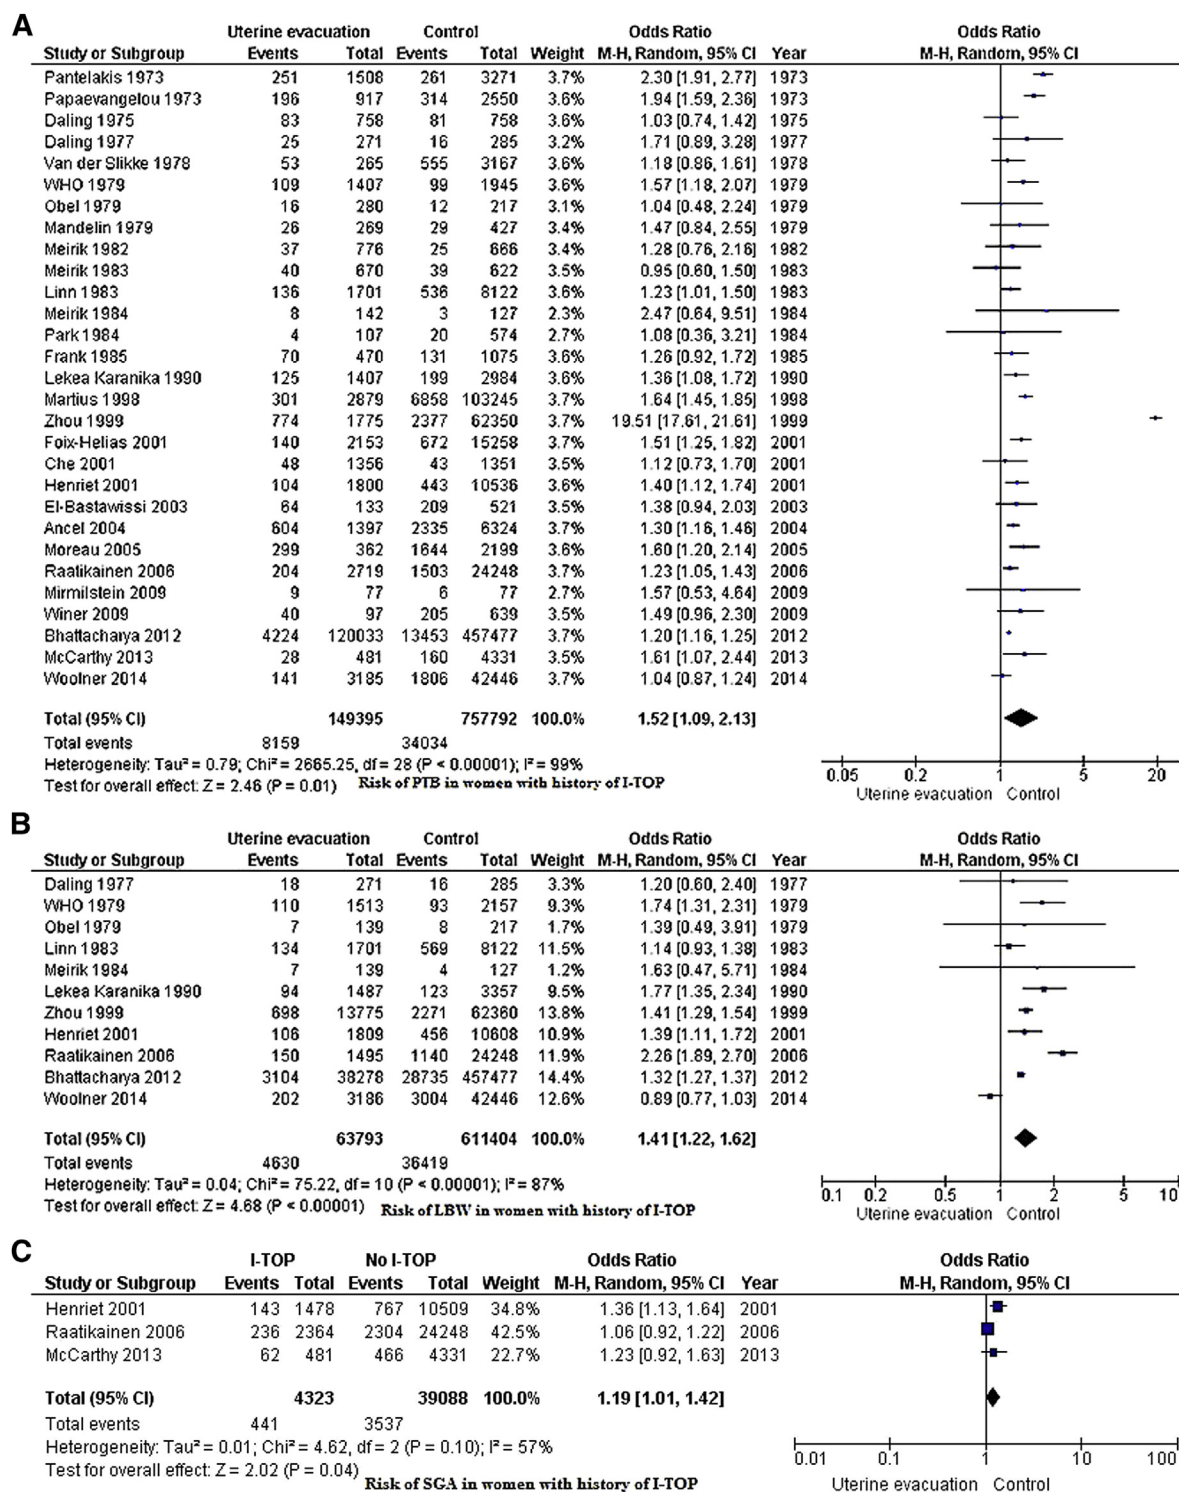 A
Uterine evacuation Control Odds Ratio Odds Ratio
Study or Subgroup Events Total Events Total Weight M-H, Random, 95% CI Year M-H, Random, 95% CI
Pantelakis 1973 251 1508 261 3271 3.7% 2.30 [1.91, 2.77] 1973
Papaevangelou 1973 196 917 314 2550 3.6% 1.94 [1.59, 2.36] 1973
Daling 1975 83 758 81 758 3.6% 1.03 [0.74, 1.42] 1975
Daling 1977 25 271 16 285 3.2% 1.71 [0.89, 3.28] 1977
Van der Slikke 1978 53 265 555 3167 3.6% 1.18 [0.86, 1.61] 1978
WHO 1979 109 1407 99 1945 3.6% 1.57 [1.18, 2.07] 1979
Obel 1979 16 280 12 217 3.1% 1.04 [0.48, 2.24] 1979
Mandelin 1979 26 269 29 427 3.3% 1.47 [0.84, 2.55] 1979
Meirik 1982 37 776 25 666 3.4% 1.28 [0.76, 2.16] 1982
Meirik 1983 40 670 39 622 3.5% 0.95 [0.60, 1.50] 1983
Linn 1983 136 1701 536 8122 3.6% 1.23 [1.01, 1.50] 1983
Meirik 1984 8 142 3 127 2.3% 2.47 [0.64, 9.51] 1984
Park 1984 4 107 20 574 2.7% 1.08 [0.36, 3.21] 1984
Frank 1985 70 470 131 1075 3.6% 1.26 [0.92, 1.72] 1985
Lekea Karanika 1990 125 1407 199 2984 3.6% 1.36 [1.08, 1.72] 1990
Martius 1998 301 2879 6858 103245 3.7% 1.64 [1.45, 1.85] 1998
Zhou 1999 774 1775 2377 62350 3.7% 19.51 [17.61, 21.61] 1999
Foix-Helias 2001 140 2153 672 15258 3.7% 1.51 [1.25, 1.82] 2001
Che 2001 48 1356 43 1351 3.5% 1.12 [0.73, 1.70] 2001
Henriet 2001 104 1800 443 10536 3.6% 1.40 [1.12, 1.74] 2001
El-Bastawissi 2003 64 133 209 521 3.5% 1.38 [0.94, 2.03] 2003
Ancel 2004 604 1397 2335 6324 3.7% 1.30 [1.16, 1.46] 2004
Moreau 2005 299 362 1644 2199 3.6% 1.60 [1.20, 2.14] 2005
Raatikainen 2006 204 2719 1503 24248 3.7% 1.23 [1.05, 1.43] 2006
Mirmilstein 2009 9 77 6 77 2.7% 1.57 [0.53, 4.64] 2009
Winer 2009 40 97 205 639 3.5% 1.49 [0.96, 2.30] 2009
Bhattacharya 2012 4224 120033 13453 457477 3.7% 1.20 [1.16, 1.25] 2012
McCarthy 2013 28 481 160 4331 3.5% 1.61 [1.07, 2.44] 2013
Woolner 2014 141 3185 1806 42446 3.7% 1.04 [0.87, 1.24] 2014
Total (95% CI) 149395 757792 100.0% 1.52 [1.09, 2.13]
Total events 8159 34034
Heterogeneity: Tau² = 0.79; Chi² = 2665.25, df = 28 (P < 0.00001); I² = 99%
Test for overall effect: Z = 2.46 (P = 0.01) Risk of PTB in women with history of I-TOP
0.05 0.2 1 5 20
Uterine evacuation Control
B
Uterine evacuation Control Odds Ratio Odds Ratio
Study or Subgroup Events Total Events Total Weight M-H, Random, 95% CI Year M-H, Random, 95% CI
Daling 1977 18 271 16 285 3.3% 1.20 [0.60, 2.40] 1977
WHO 1979 110 1513 93 2157 9.3% 1.74 [1.31, 2.31] 1979
Obel 1979 7 139 8 217 1.7% 1.39 [0.49, 3.91] 1979
Linn 1983 134 1701 569 8122 11.5% 1.14 [0.93, 1.38] 1983
Meirik 1984 7 139 4 127 1.2% 1.63 [0.47, 5.71] 1984
Lekea Karanika 1990 94 1487 123 3357 9.5% 1.77 [1.35, 2.34] 1990
Zhou 1999 698 13775 2271 62360 13.8% 1.41 [1.29, 1.54] 1999
Henriet 2001 106 1809 456 10608 10.9% 1.39 [1.11, 1.72] 2001
Raatikainen 2006 150 1495 1140 24248 11.9% 2.26 [1.89, 2.70] 2006
Bhattacharya 2012 3104 38278 28735 457477 14.4% 1.32 [1.27, 1.37] 2012
Woolner 2014 202 3186 3004 42446 12.6% 0.89 [0.77, 1.03] 2014
Total (95% CI) 63793 611404 100.0% 1.41 [1.22, 1.62]
Total events 4630 36419
Heterogeneity: Tau² = 0.04; Chi² = 75.22, df = 10 (P < 0.00001); I² = 87%
Test for overall effect: Z = 4.68 (P < 0.00001) Risk of LBW in women with history of I-TOP
0.1 0.2 0.5 1 2 5 10
Uterine evacuation Control
C
I-TOP No I-TOP Odds Ratio Odds Ratio
Study or Subgroup Events Total Events Total Weight M-H, Random, 95% CI Year M-H, Random, 95% CI
Henriet 2001 143 1478 767 10509 34.8% 1.36 [1.13, 1.64] 2001
Raatikainen 2006 236 2364 2304 24248 42.5% 1.06 [0.92, 1.22] 2006
McCarthy 2013 62 481 466 4331 22.7% 1.23 [0.92, 1.63] 2013
Total (95% CI) 4323 39088 100.0% 1.19 [1.01, 1.42]
Total events 441 3537
Heterogeneity: Tau² = 0.01; Chi² = 4.62, df = 2 (P = 0.10); I² = 57%
Test for overall effect: Z = 2.02 (P = 0.04) Risk of SGA in women with history of I-TOP
0.01 0.1 1 10 100
Uterine evacuation Control